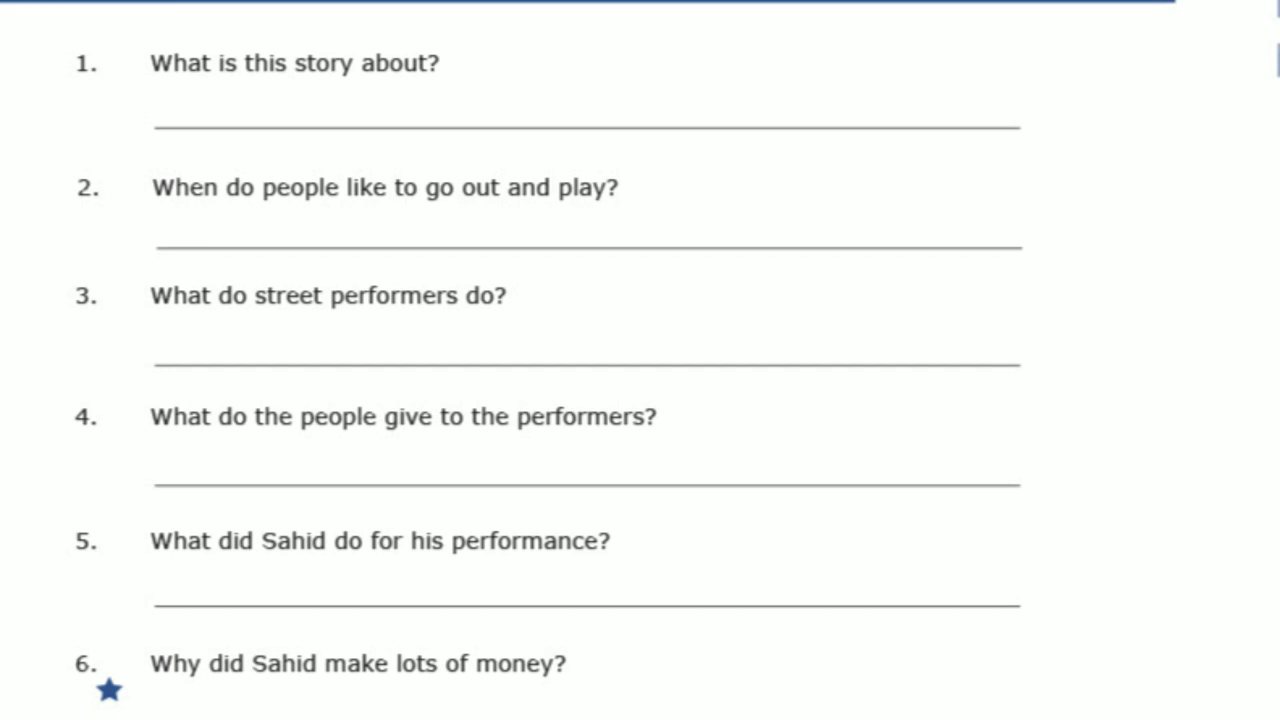 1. What is this story about?
2. When do people like to go out and play?
3. What do street performers do?
4. What do the people give to the performers?
5. What did Sahid do for his performance?
6. Why did Sahid make lots of money?